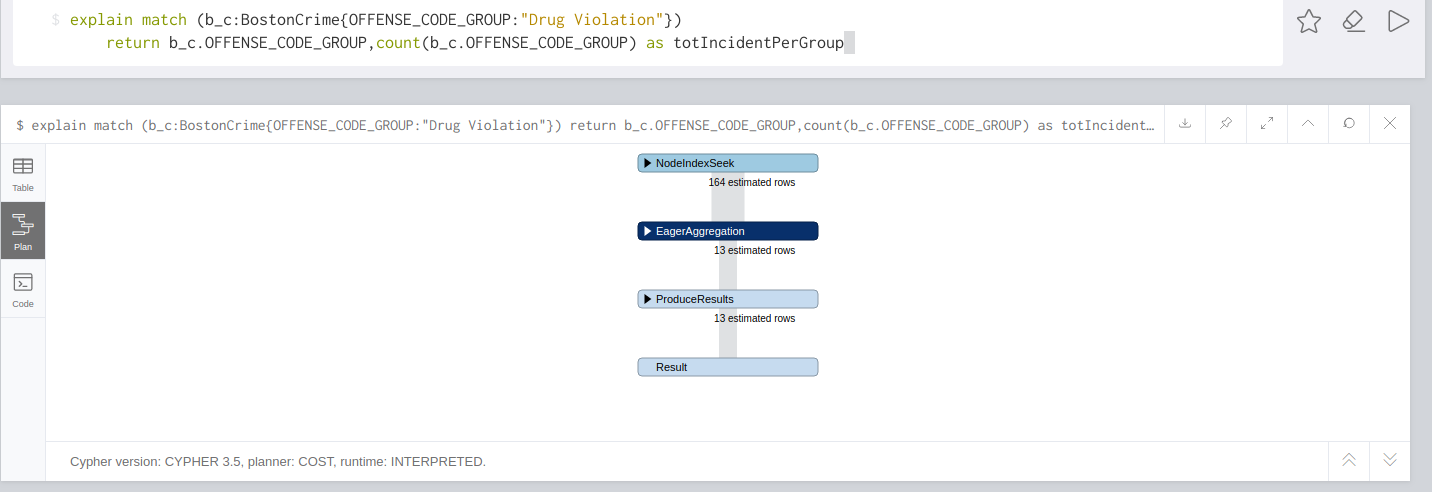 $ explain match (b_c:BostonCrime{OFFENSE_CODE_GROUP:"Drug Violation"})
return b_c.OFFENSE_CODE_GROUP,count(b_c.OFFENSE_CODE_GROUP) as totIncidentPerGroup
$ explain match (b_c:BostonCrime{OFFENSE_CODE_GROUP:"Drug Violation"}) return b_c.OFFENSE_CODE_GROUP,count(b_c.OFFENSE_CODE_GROUP) as totIncident…
Table
Plan
Code
NodeIndexSeek
164 estimated rows
EagerAggregation
13 estimated rows
ProduceResults
13 estimated rows
Result
Cypher version: CYPHER 3.5, planner: COST, runtime: INTERPRETED.